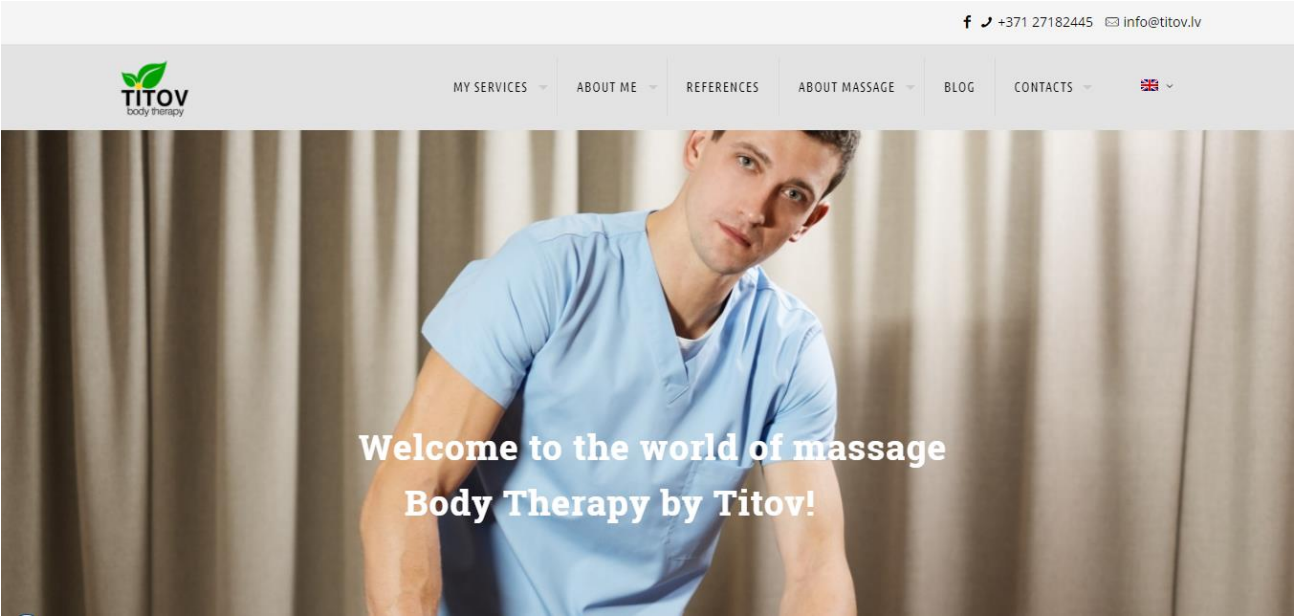 +371 27182445 info@titov.lv
TITOV
body therapy
MY SERVICES ABOUT ME REFERENCES ABOUT MASSAGE BLOG CONTACTS
Welcome to the world of massage
Body Therapy by Titov!